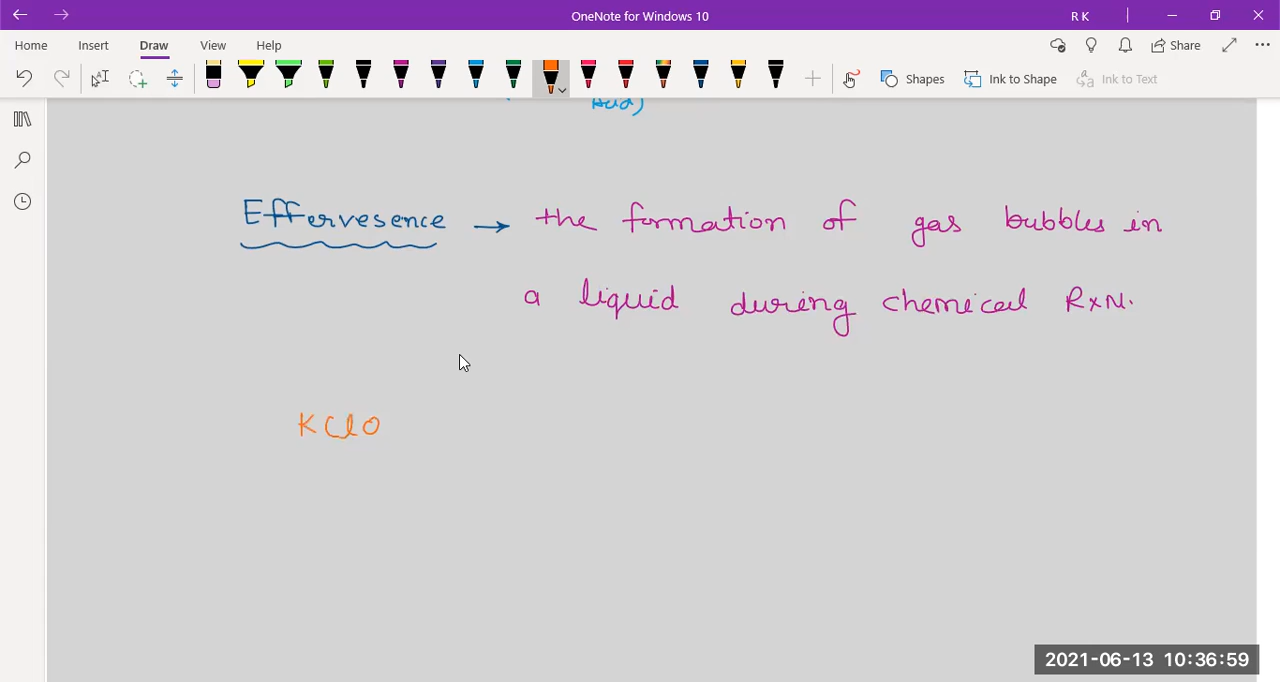 OneNote for Windows 10
R K
Home Insert Draw View Help
Share
Shapes Ink to Shape Ink to Text
Acid)
Effervesence → the formation of gas bubbles in
a liquid during chemical RxN.
KClO
2021-06-13 10:36:59